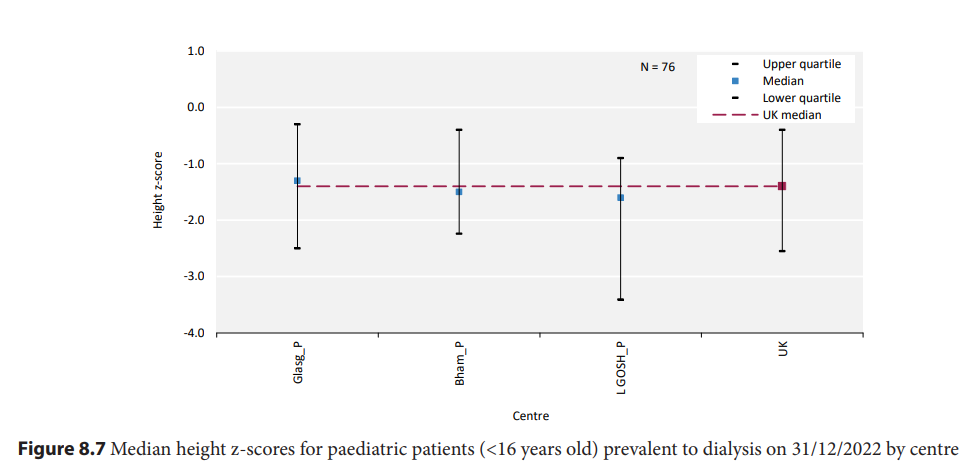 1.0
N = 76
Upper quartile
Median
Lower quartile
UK median
0.0
-1.0
-2.0
-3.0
-4.0
Height z-score
Glasg_P
Bham_P
L GOSH_P
UK
Centre
Figure 8.7 Median height z-scores for paediatric patients (<16 years old) prevalent to dialysis on 31/12/2022 by centre